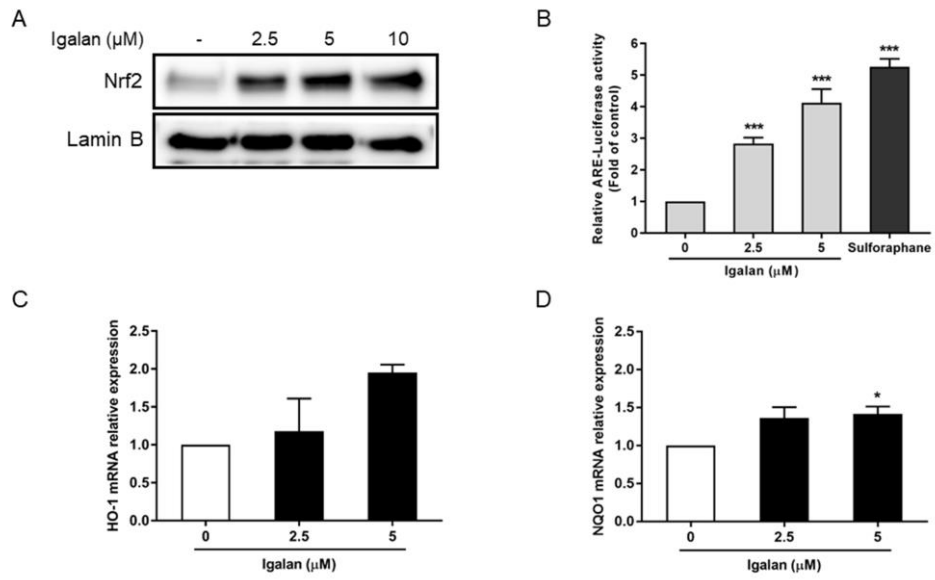 A
Igalan (μM) - 2.5 5 10
Nrf2
Lamin B
B
Relative ARE-Luciferase activity
(Fold of control)
6
5
4
3
2
1
0
***
***
***
0 2.5 5 Sulforaphane
Igalan (μM)
C
HO-1 mRNA relative expression
2.5
2.0
1.5
1.0
0.5
0.0
0 2.5 5
Igalan (μM)
D
NQO1 mRNA relative expression
2.5
2.0
1.5
1.0
0.5
0.0
*
0 2.5 5
Igalan (μM)